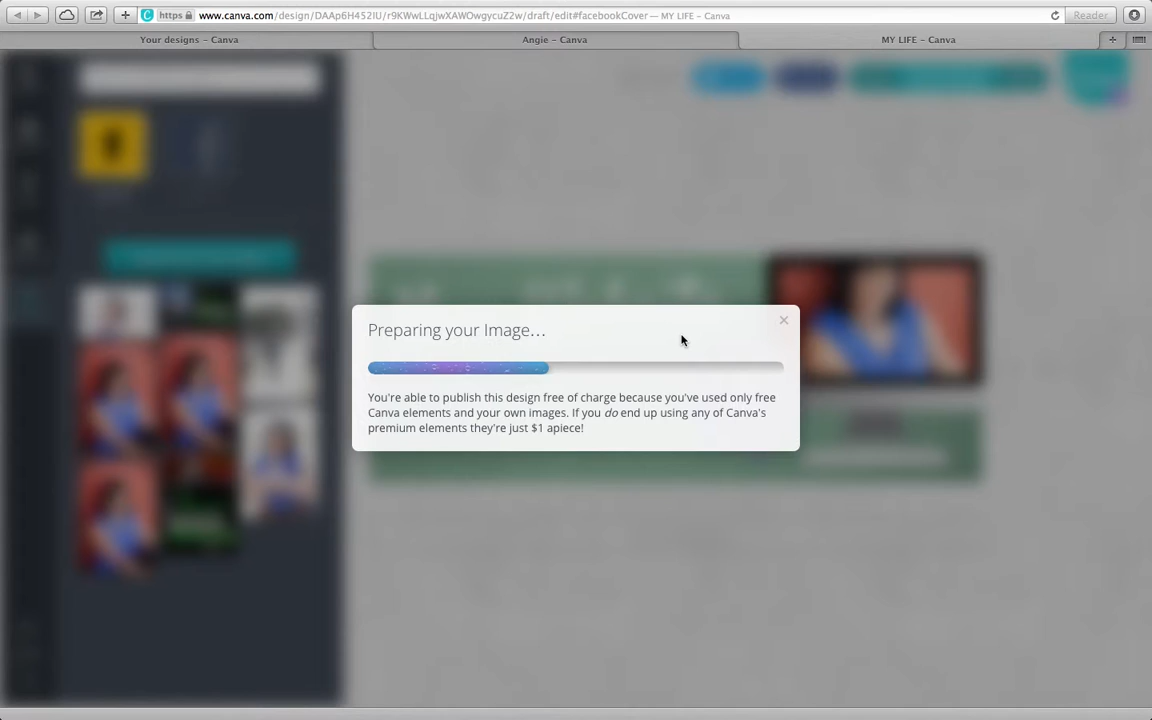 https www.canva.com/design/DAAp6H452IU/r9KWwLLqjwXAWOwgycuZ2w/draft/edit#facebookCover — MY LIFE – Canva Reader
Your designs – Canva Angie – Canva MY LIFE – Canva
Preparing your Image...
You're able to publish this design free of charge because you've used only free
Canva elements and your own images. If you do end up using any of Canva's
premium elements they're just $1 apiece!